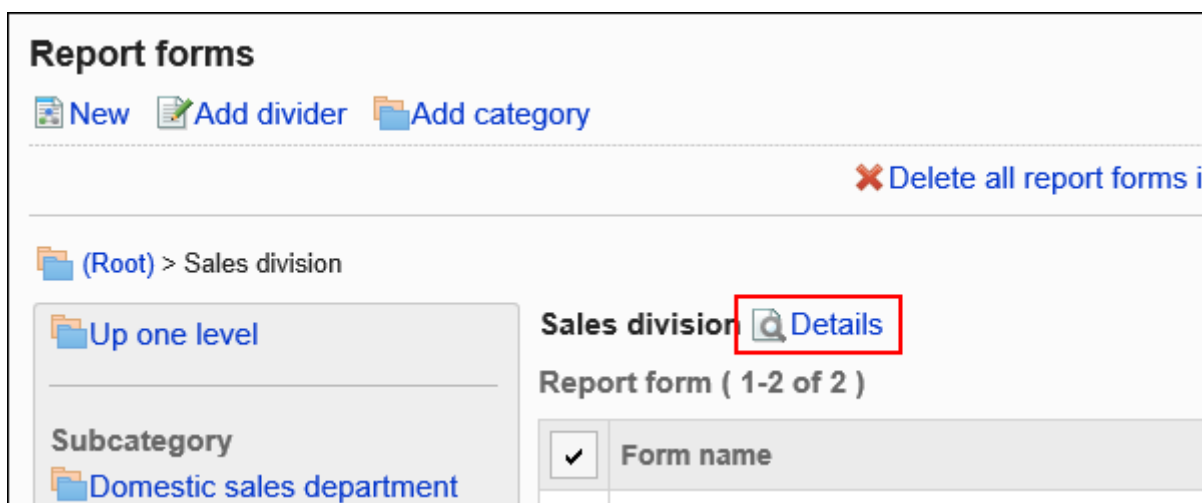 Report forms
New Add divider Add category
Delete all report forms i
(Root) > Sales division
Up one level
Subcategory
Domestic sales department
Sales division Details
Report form ( 1-2 of 2 )
Form name